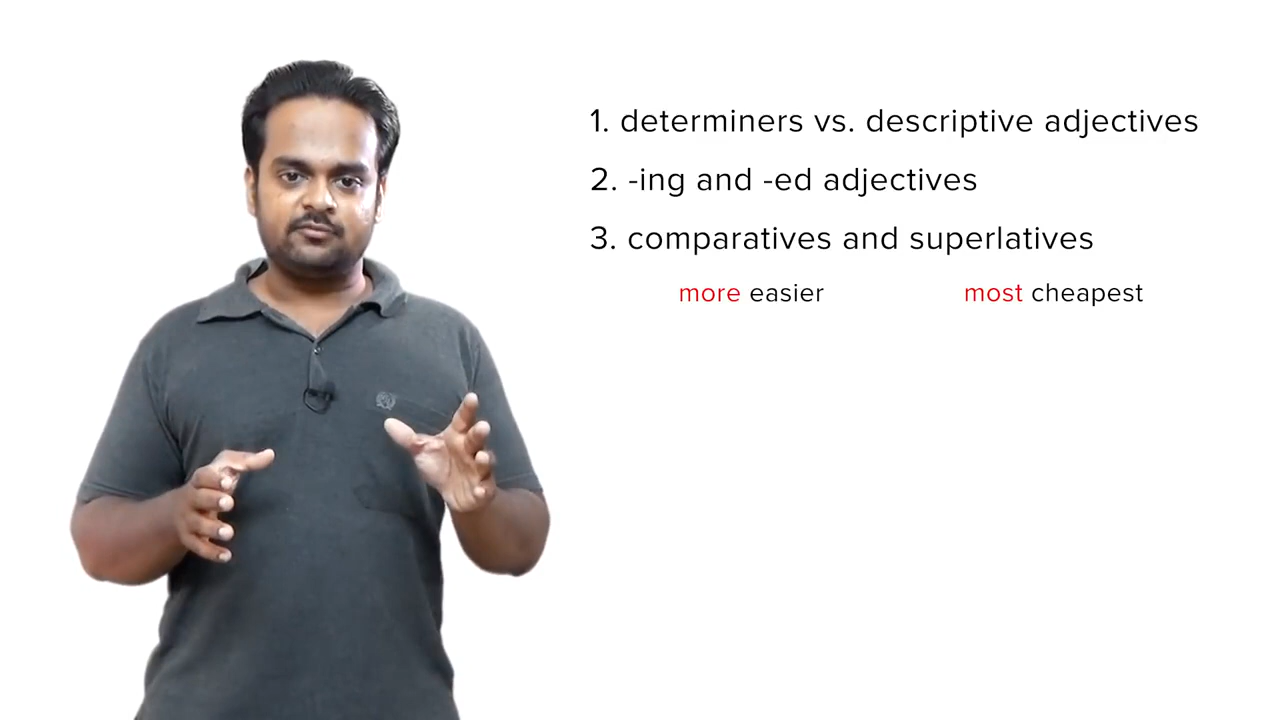 1. determiners vs. descriptive adjectives
2. -ing and -ed adjectives
3. comparatives and superlatives
more easier most cheapest